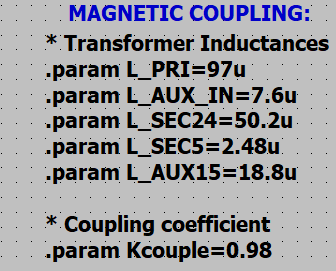 MAGNETIC COUPLING:
* Transformer Inductances
.param L_PRI=97u
.param L_AUX_IN=7.6u
.param L_SEC24=50.2u
.param L_SEC5=2.48u
.param L_AUX15=18.8u
* Coupling coefficient
.param Kcouple=0.98